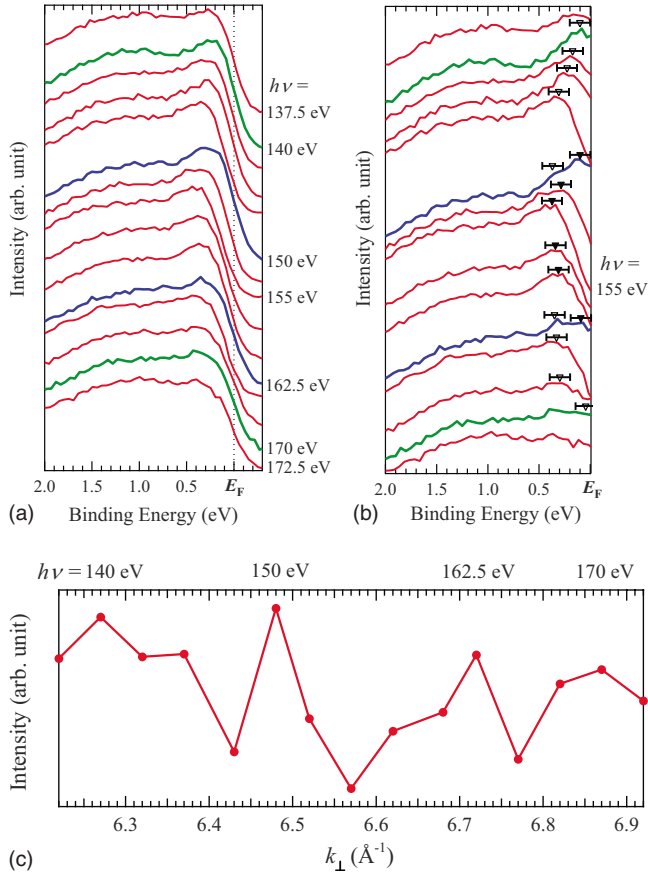 Intensity (arb. unit)
hν =
137.5 eV
140 eV
150 eV
155 eV
162.5 eV
170 eV
172.5 eV
2.0 1.5 1.0 0.5 E_F
Binding Energy (eV)
(a)
Intensity (arb. unit)
hν =
155 eV
2.0 1.5 1.0 0.5 E_F
Binding Energy (eV)
(b)
hν = 140 eV 150 eV 162.5 eV 170 eV
Intensity (arb. unit)
6.3 6.4 6.5 6.6 6.7 6.8 6.9
k⊥ (Å⁻¹)
(c)